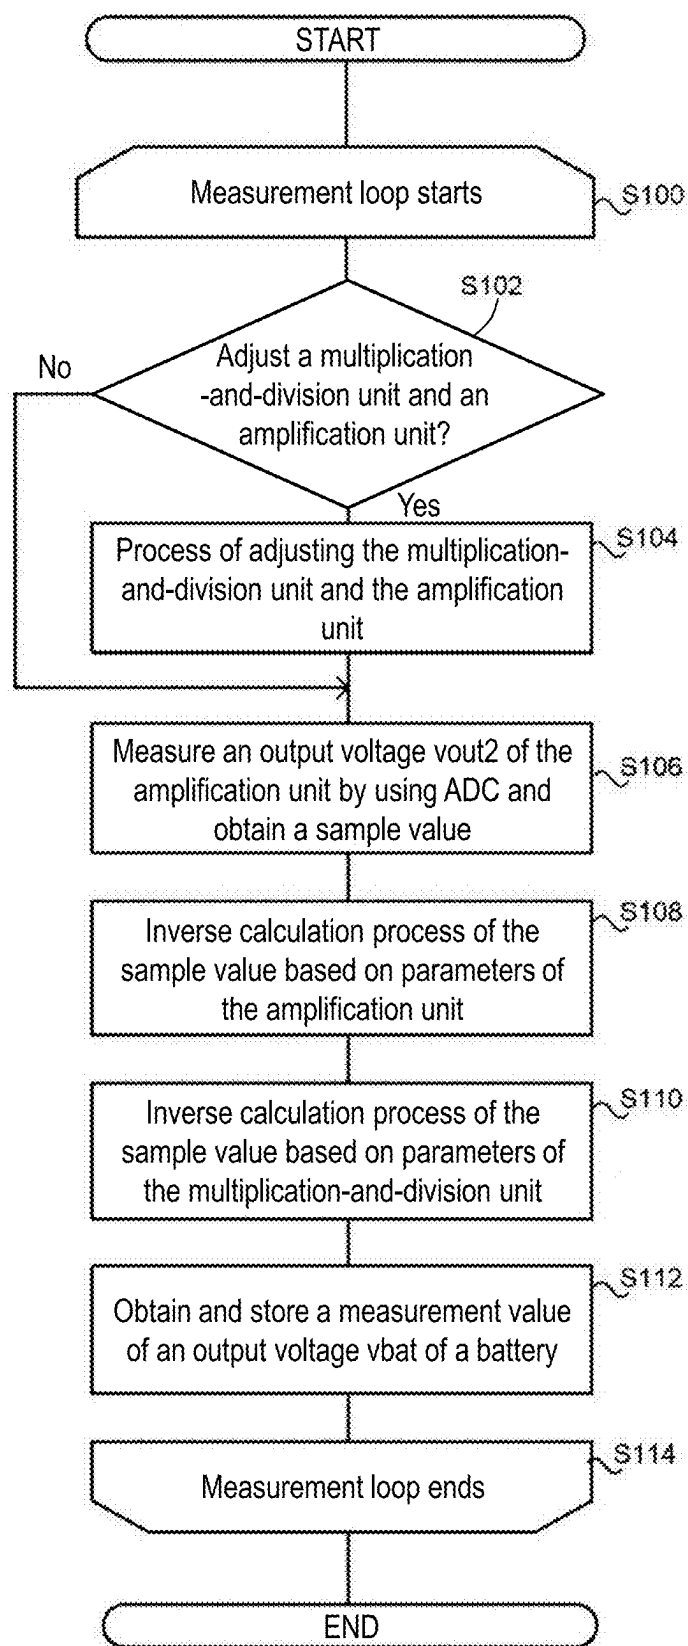 START
Measurement loop starts
S100
S102
Adjust a multiplication
-and-division unit and an
amplification unit?
No
Yes
Process of adjusting the multiplication-
and-division unit and the amplification
unit
S104
Measure an output voltage vout2 of the
amplification unit by using ADC and
obtain a sample value
S106
Inverse calculation process of the
sample value based on parameters of
the amplification unit
S108
Inverse calculation process of the
sample value based on parameters of
the multiplication-and-division unit
S110
Obtain and store a measurement value
of an output voltage vbat of a battery
S112
Measurement loop ends
S114
END